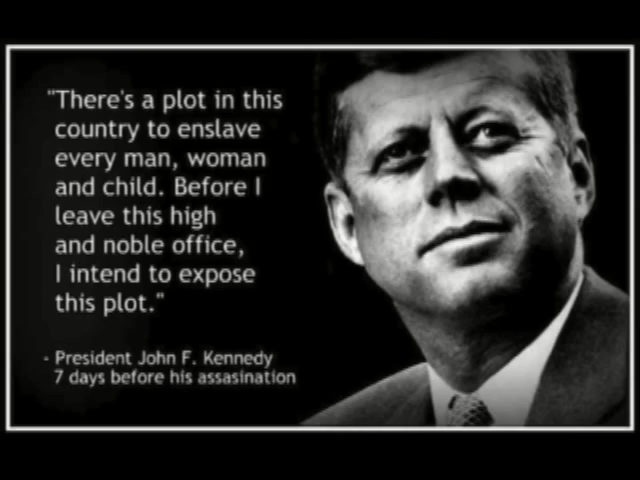 "There's a plot in this
country to enslave
every man, woman
and child. Before I
leave this high
and noble office,
I intend to expose
this plot."
- President John F. Kennedy
7 days before his assasination